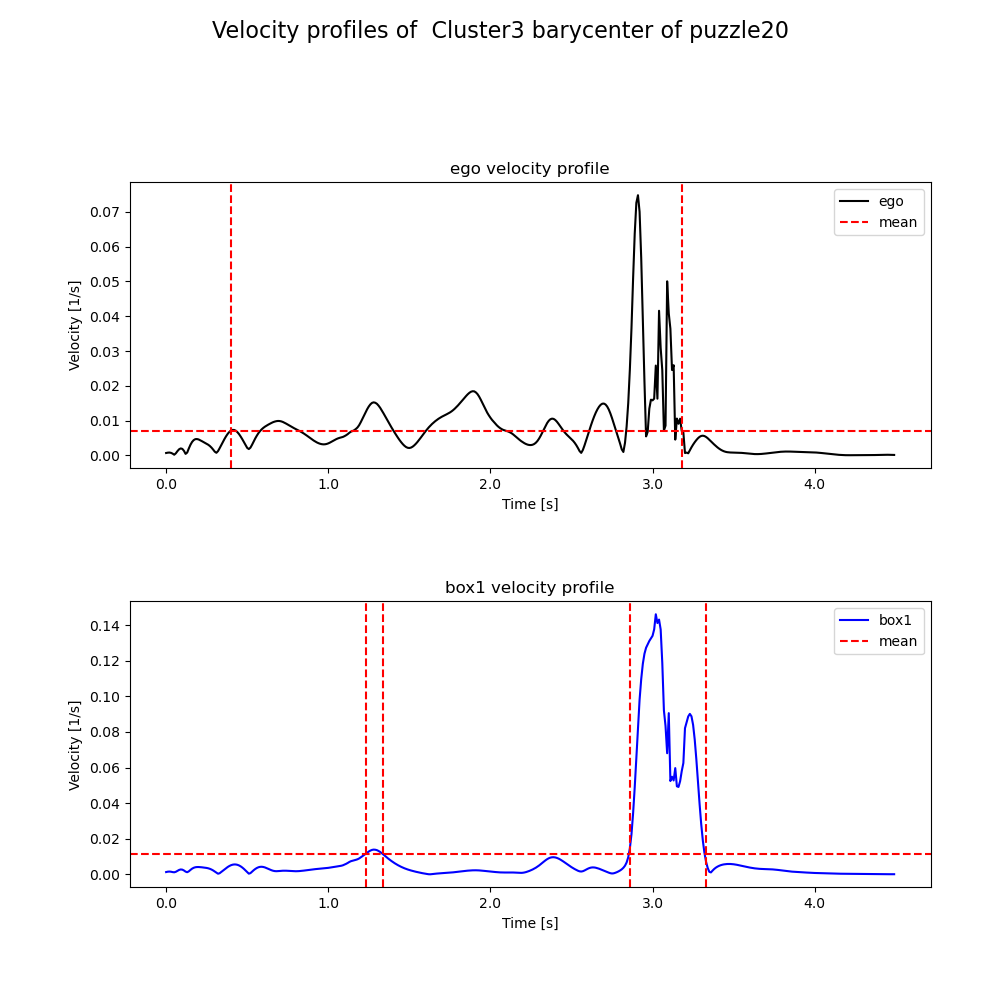 Velocity profiles of  Cluster3 barycenter of puzzle20
ego velocity profile
ego
mean
0.07
0.06
0.05
0.04
0.03
0.02
0.01
0.00
Velocity [1/s]
0.0 1.0 2.0 3.0 4.0
Time [s]
box1 velocity profile
box1
mean
0.14
0.12
0.10
0.08
0.06
0.04
0.02
0.00
Velocity [1/s]
0.0 1.0 2.0 3.0 4.0
Time [s]